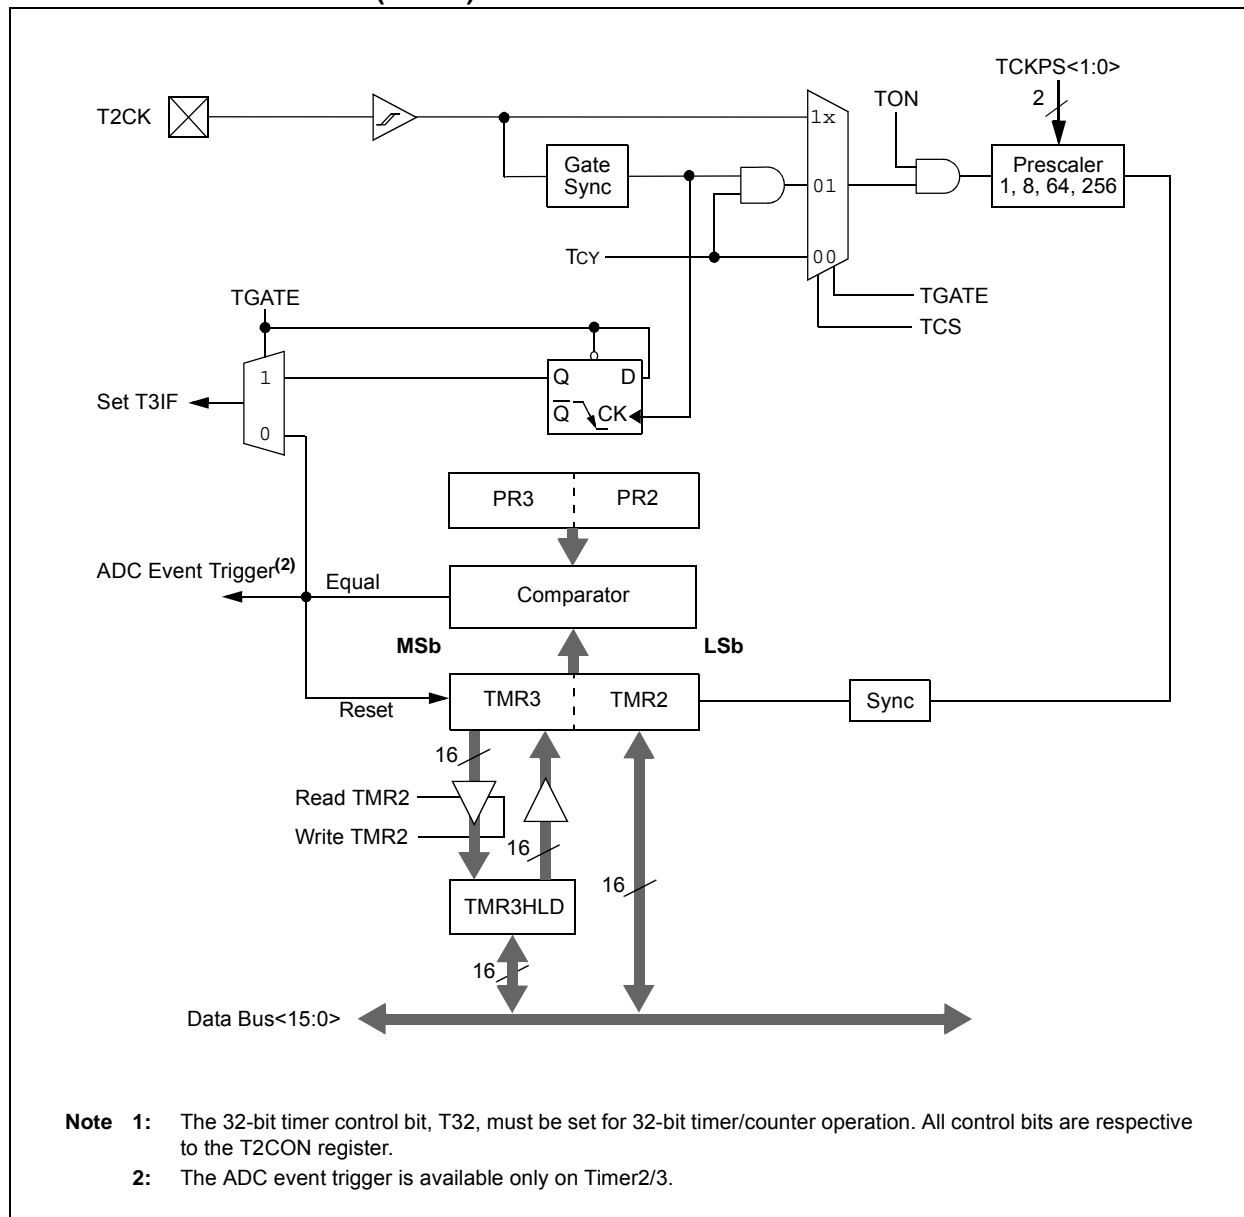 TCKPS<1:0>
2
TON
T2CK
1x
Gate
Sync
Prescaler
1, 8, 64, 256
01
TCY
00
TGATE
TCS
TGATE
1
Q D
Set T3IF
Q CK
0
PR3 PR2
ADC Event Trigger(2)
Equal
Comparator
MSb LSb
TMR3 TMR2
Sync
Reset
16
Read TMR2
Write TMR2
16
16
TMR3HLD
16
Data Bus<15:0>
Note 1: The 32-bit timer control bit, T32, must be set for 32-bit timer/counter operation. All control bits are respective
to the T2CON register.
2: The ADC event trigger is available only on Timer2/3.